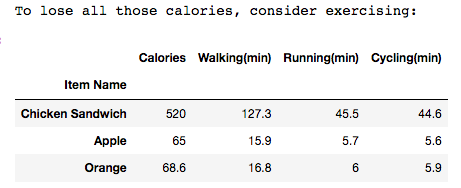 To lose all those calories, consider exercising:
Calories Walking(min) Running(min) Cycling(min)
Item Name
Chicken Sandwich 520 127.3 45.5 44.6
Apple 65 15.9 5.7 5.6
Orange 68.6 16.8 6 5.9